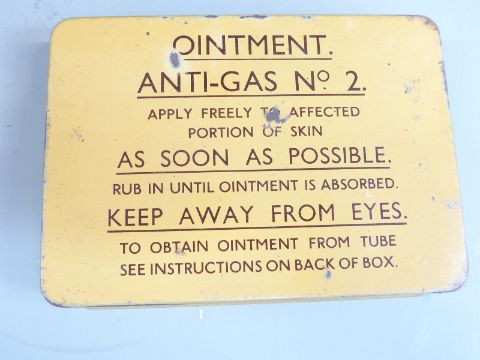 OINTMENT.
ANTI-GAS Nº 2.
APPLY FREELY TO AFFECTED
PORTION OF SKIN
AS SOON AS POSSIBLE.
RUB IN UNTIL OINTMENT IS ABSORBED.
KEEP AWAY FROM EYES.
TO OBTAIN OINTMENT FROM TUBE
SEE INSTRUCTIONS ON BACK OF BOX.